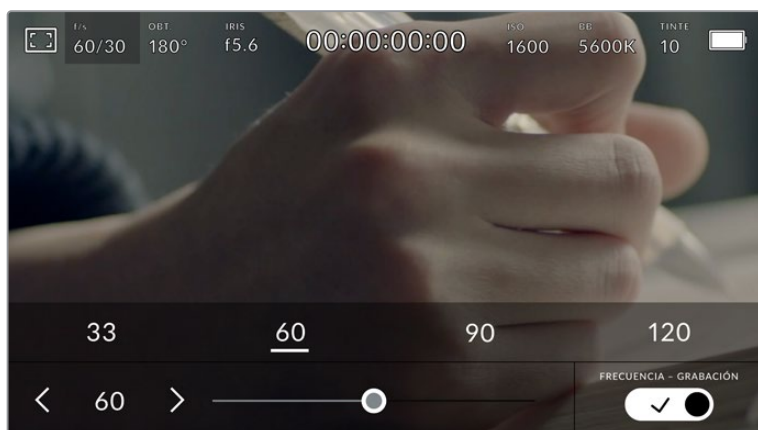 f/s OBT. IRIS 00:00:00:00 ISO BB TINTE
60/30 180° f5.6 1600 5600K 10
33 60 90 120
FRECUENCIA – GRABACIÓN
60